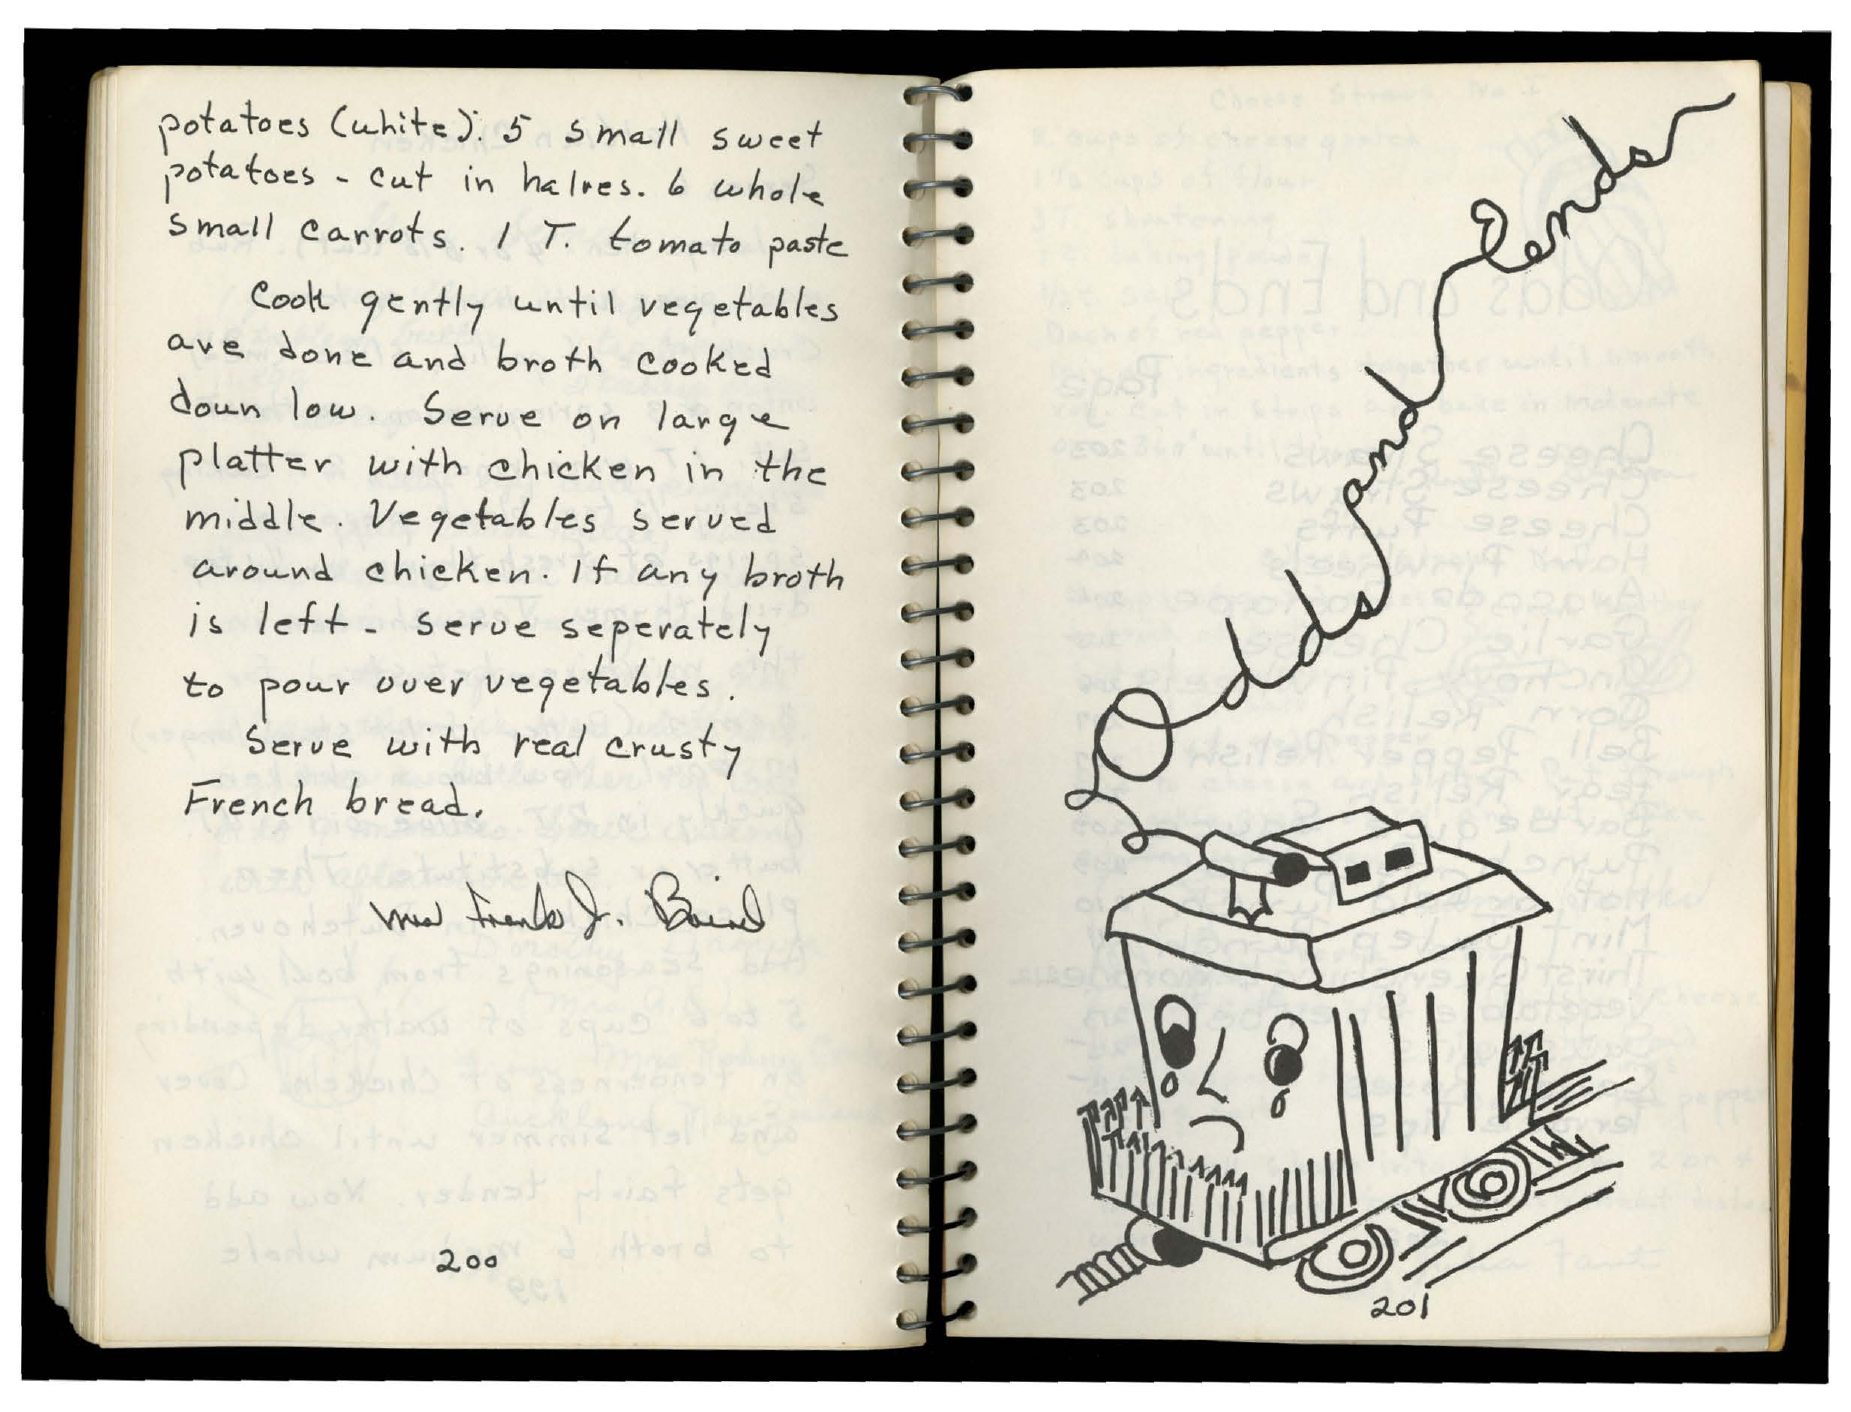 potatoes (white). 5 small sweet
potatoes - cut in halves. 6 whole
small carrots. 1 T. tomato paste
Cook gently until vegetables
are done and broth cooked
down low. Serve on large
platter with chicken in the
middle. Vegetables served
around chicken. If any broth
is left - serve seperately
to pour over vegetables.
Serve with real crusty
French bread.
Mrs Frank J. Baird
200
Odds and Ends
201